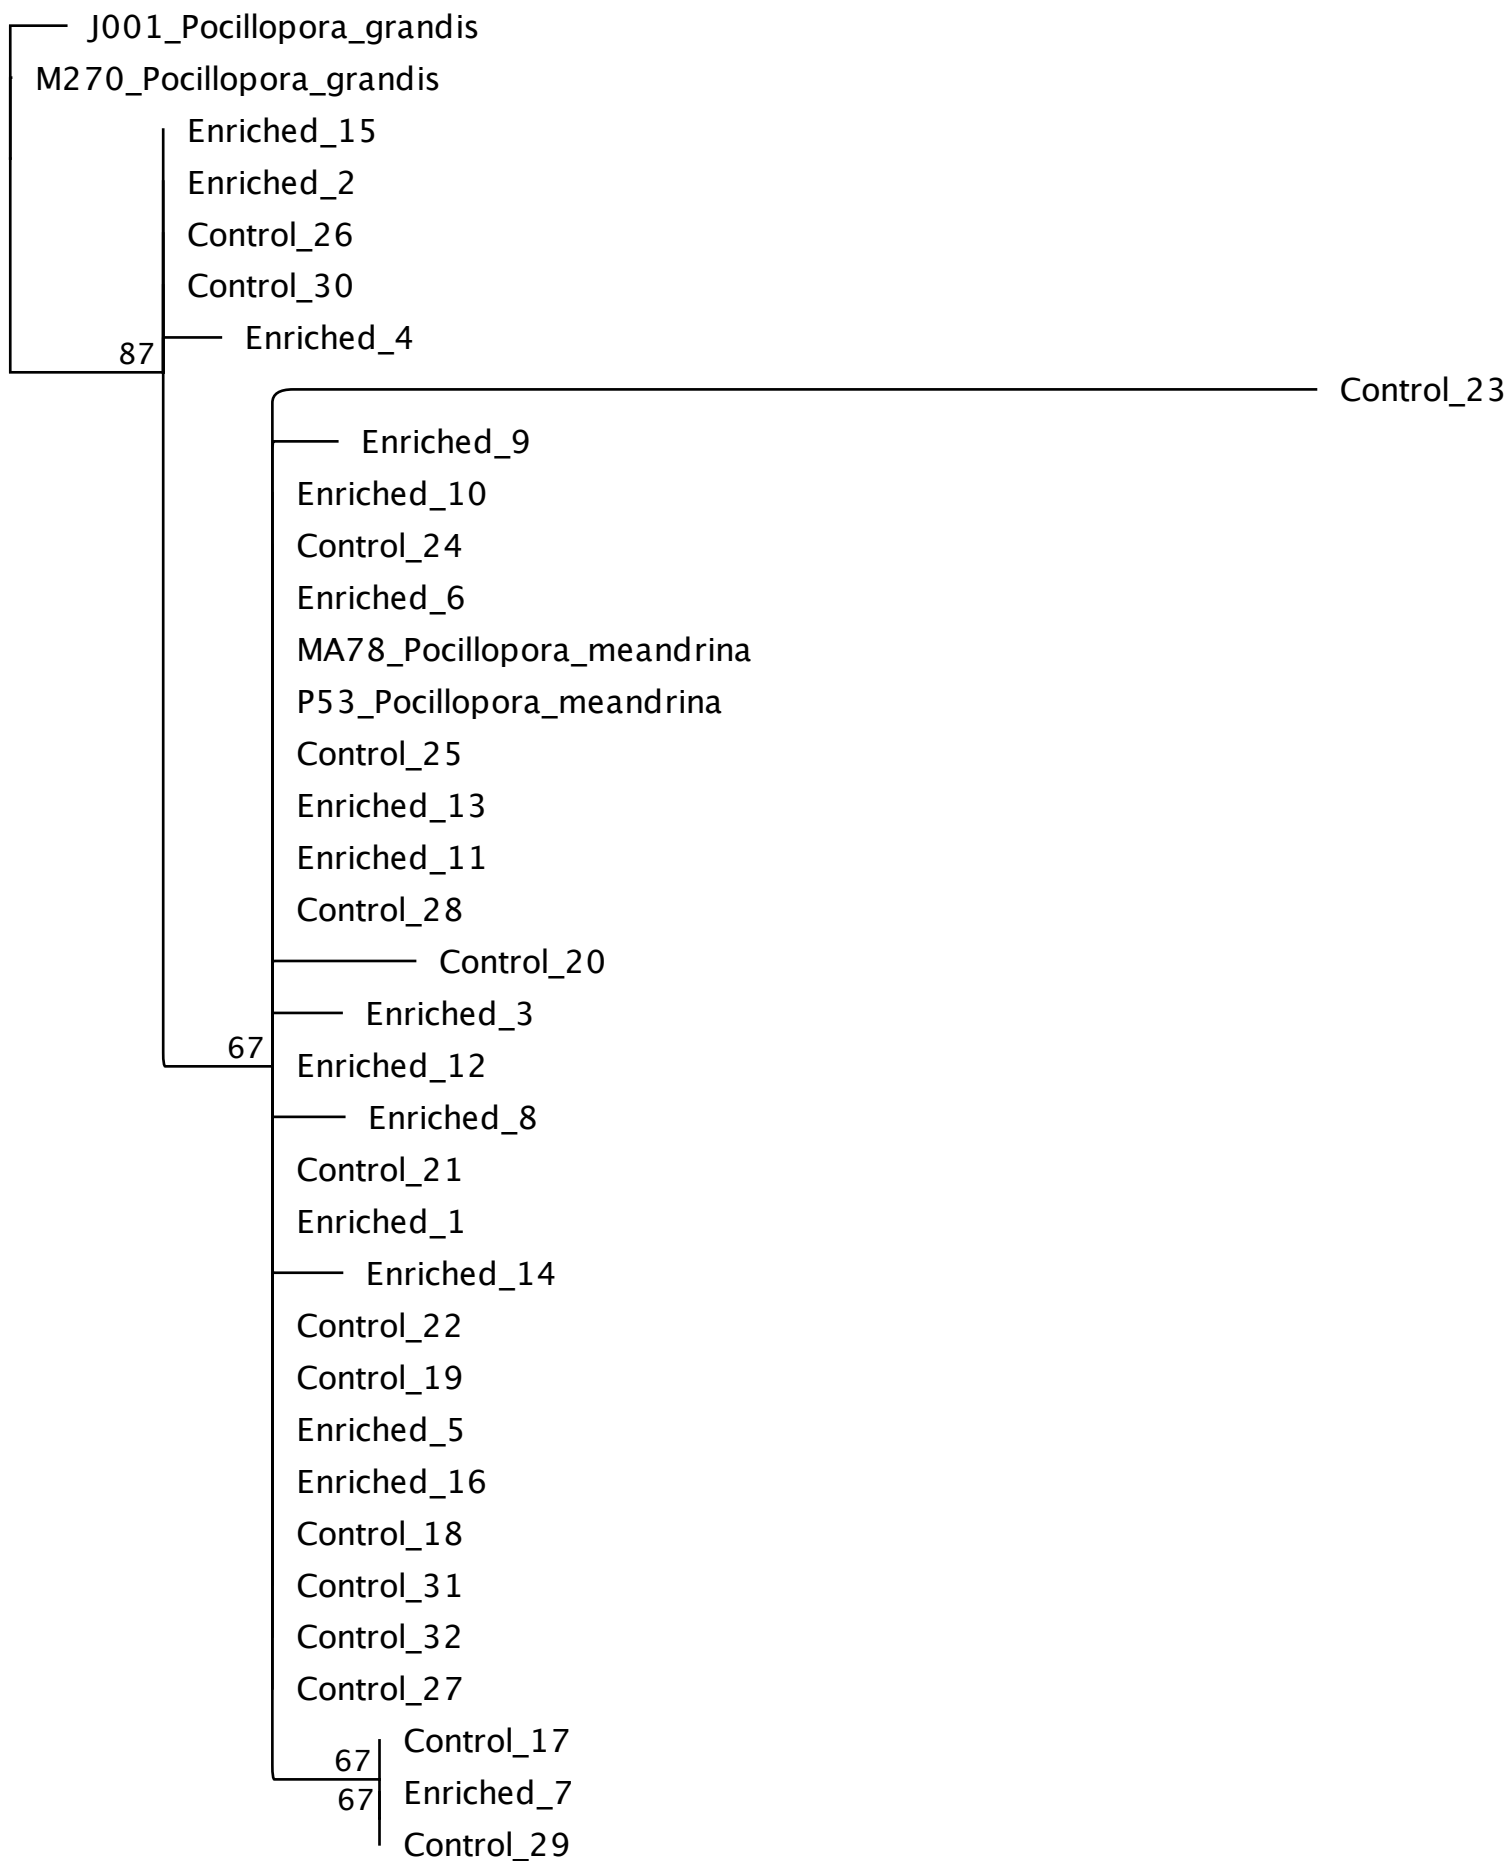 J001_Pocillopora_grandis
M270_Pocillopora_grandis
Enriched_15
Enriched_2
Control_26
Control_30
Enriched_4
87
Control_23
Enriched_9
Enriched_10
Control_24
Enriched_6
MA78_Pocillopora_meandrina
P53_Pocillopora_meandrina
Control_25
Enriched_13
Enriched_11
Control_28
Control_20
Enriched_3
67
Enriched_12
Enriched_8
Control_21
Enriched_1
Enriched_14
Control_22
Control_19
Enriched_5
Enriched_16
Control_18
Control_31
Control_32
Control_27
Control_17
67
Enriched_7
67
Control_29